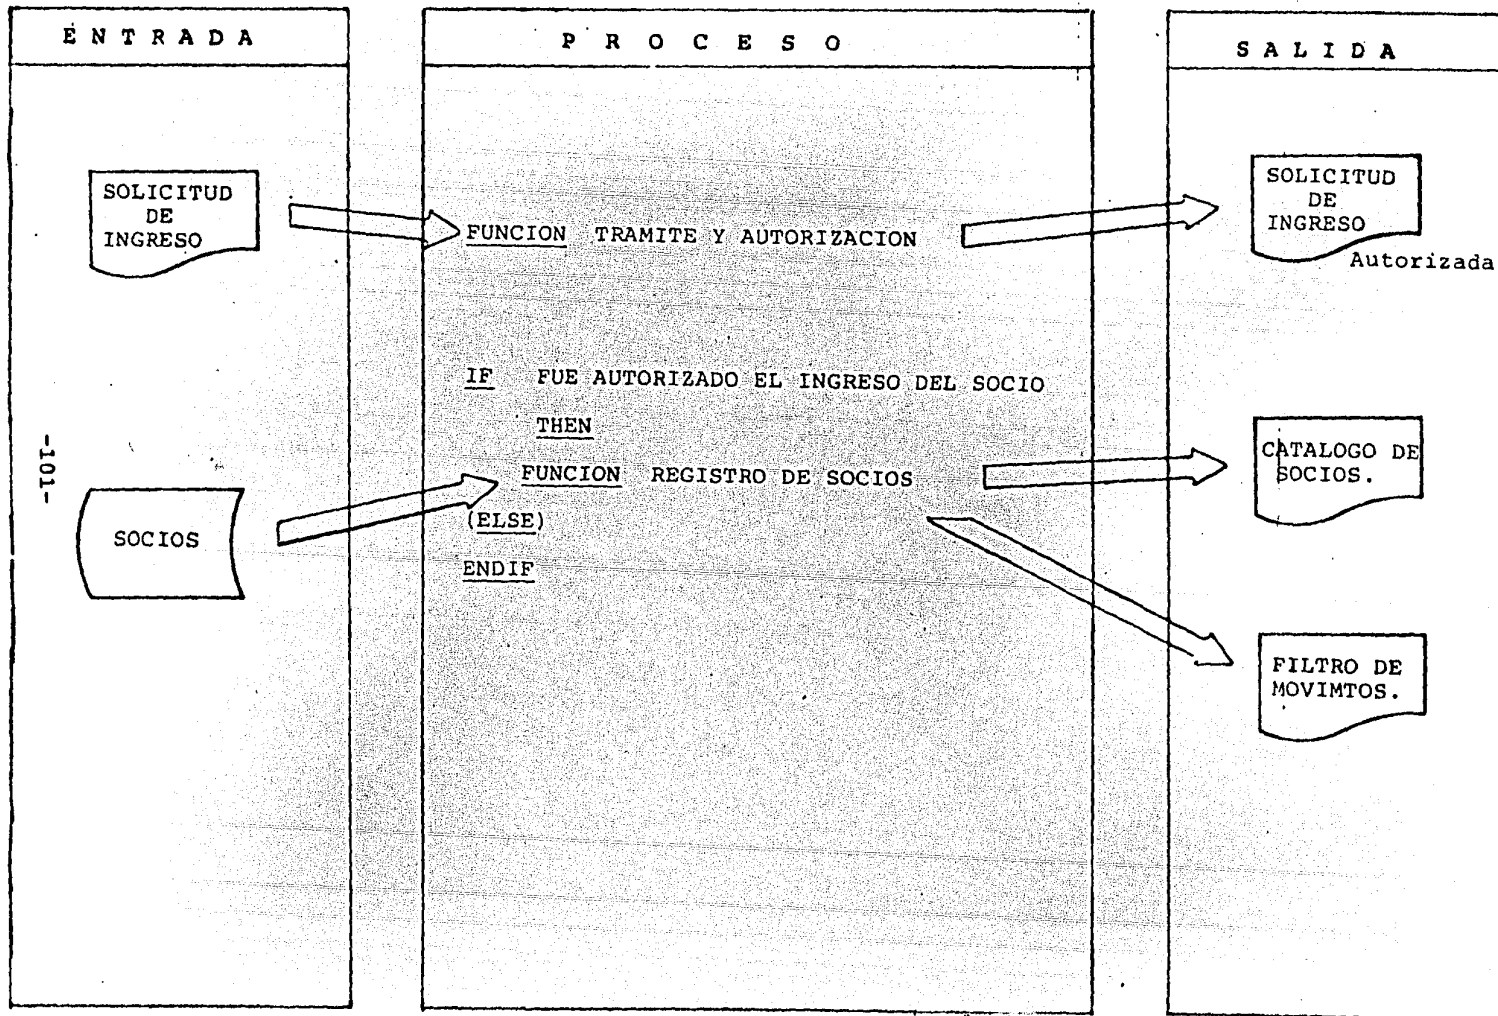 E N T R A D A
P R O C E S O
S A L I D A
SOLICITUD
DE
INGRESO
FUNCION TRAMITE Y AUTORIZACION
SOLICITUD
DE
INGRESO
Autorizada
IF FUE AUTORIZADO EL INGRESO DEL SOCIO
THEN
FUNCION REGISTRO DE SOCIOS
(ELSE)
ENDIF
SOCIOS
CATALOGO DE
SOCIOS.
FILTRO DE
MOVIMTOS.
-101-